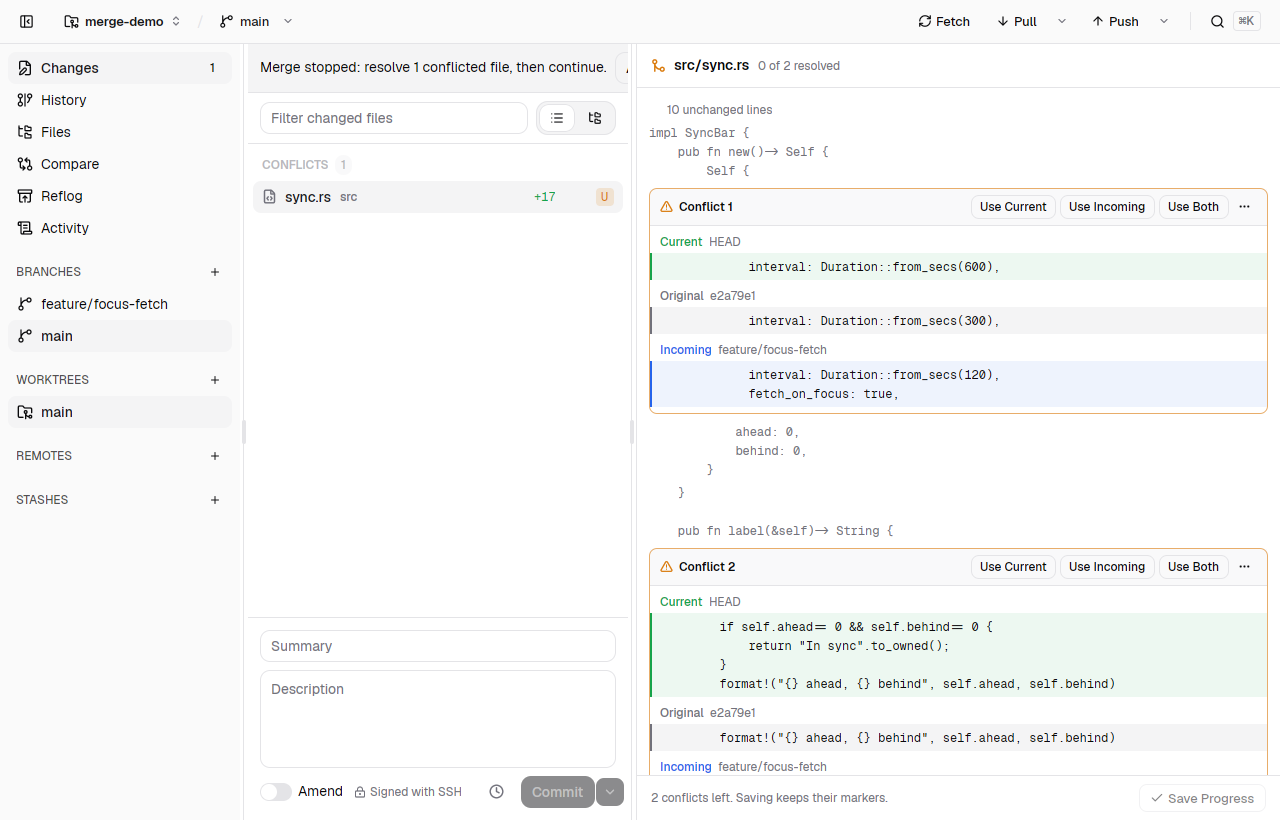 merge-demo
/
main
Fetch
Pull
Push
⌘K
Changes 1
History
Files
Compare
Reflog
Activity
BRANCHES +
feature/focus-fetch
main
WORKTREES +
main
REMOTES +
STASHES +
Merge stopped: resolve 1 conflicted file, then continue.
Filter changed files
CONFLICTS 1
sync.rs src +17 U
Summary
Description
Amend Signed with SSH Commit
src/sync.rs 0 of 2 resolved
10 unchanged lines
impl SyncBar {
pub fn new()-> Self {
Self {
Conflict 1 Use Current Use Incoming Use Both ...
Current HEAD
interval: Duration::from_secs(600),
Original e2a79e1
interval: Duration::from_secs(300),
Incoming feature/focus-fetch
interval: Duration::from_secs(120),
fetch_on_focus: true,
ahead: 0,
behind: 0,
}
}
pub fn label(&self)-> String {
Conflict 2 Use Current Use Incoming Use Both ...
Current HEAD
if self.ahead== 0 && self.behind== 0 {
return "In sync".to_owned();
}
format!("{} ahead, {} behind", self.ahead, self.behind)
Original e2a79e1
format!("{} ahead, {} behind", self.ahead, self.behind)
Incoming feature/focus-fetch
2 conflicts left. Saving keeps their markers.
Save Progress